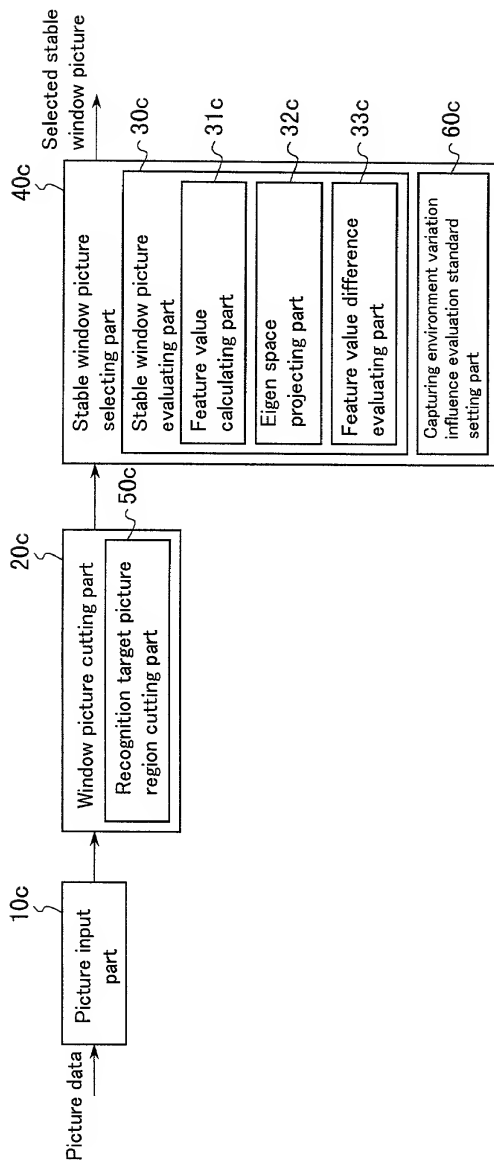 Picture data
10c
Picture input
part
20c
Window picture cutting part
50c
Recognition target picture
region cutting part
40c
Stable window picture
selecting part
30c
Stable window picture
evaluating part
31c
Feature value
calculating part
32c
Eigen space
projecting part
33c
Feature value difference
evaluating part
60c
Capturing environment variation
influence evaluation standard
setting part
Selected stable
window picture